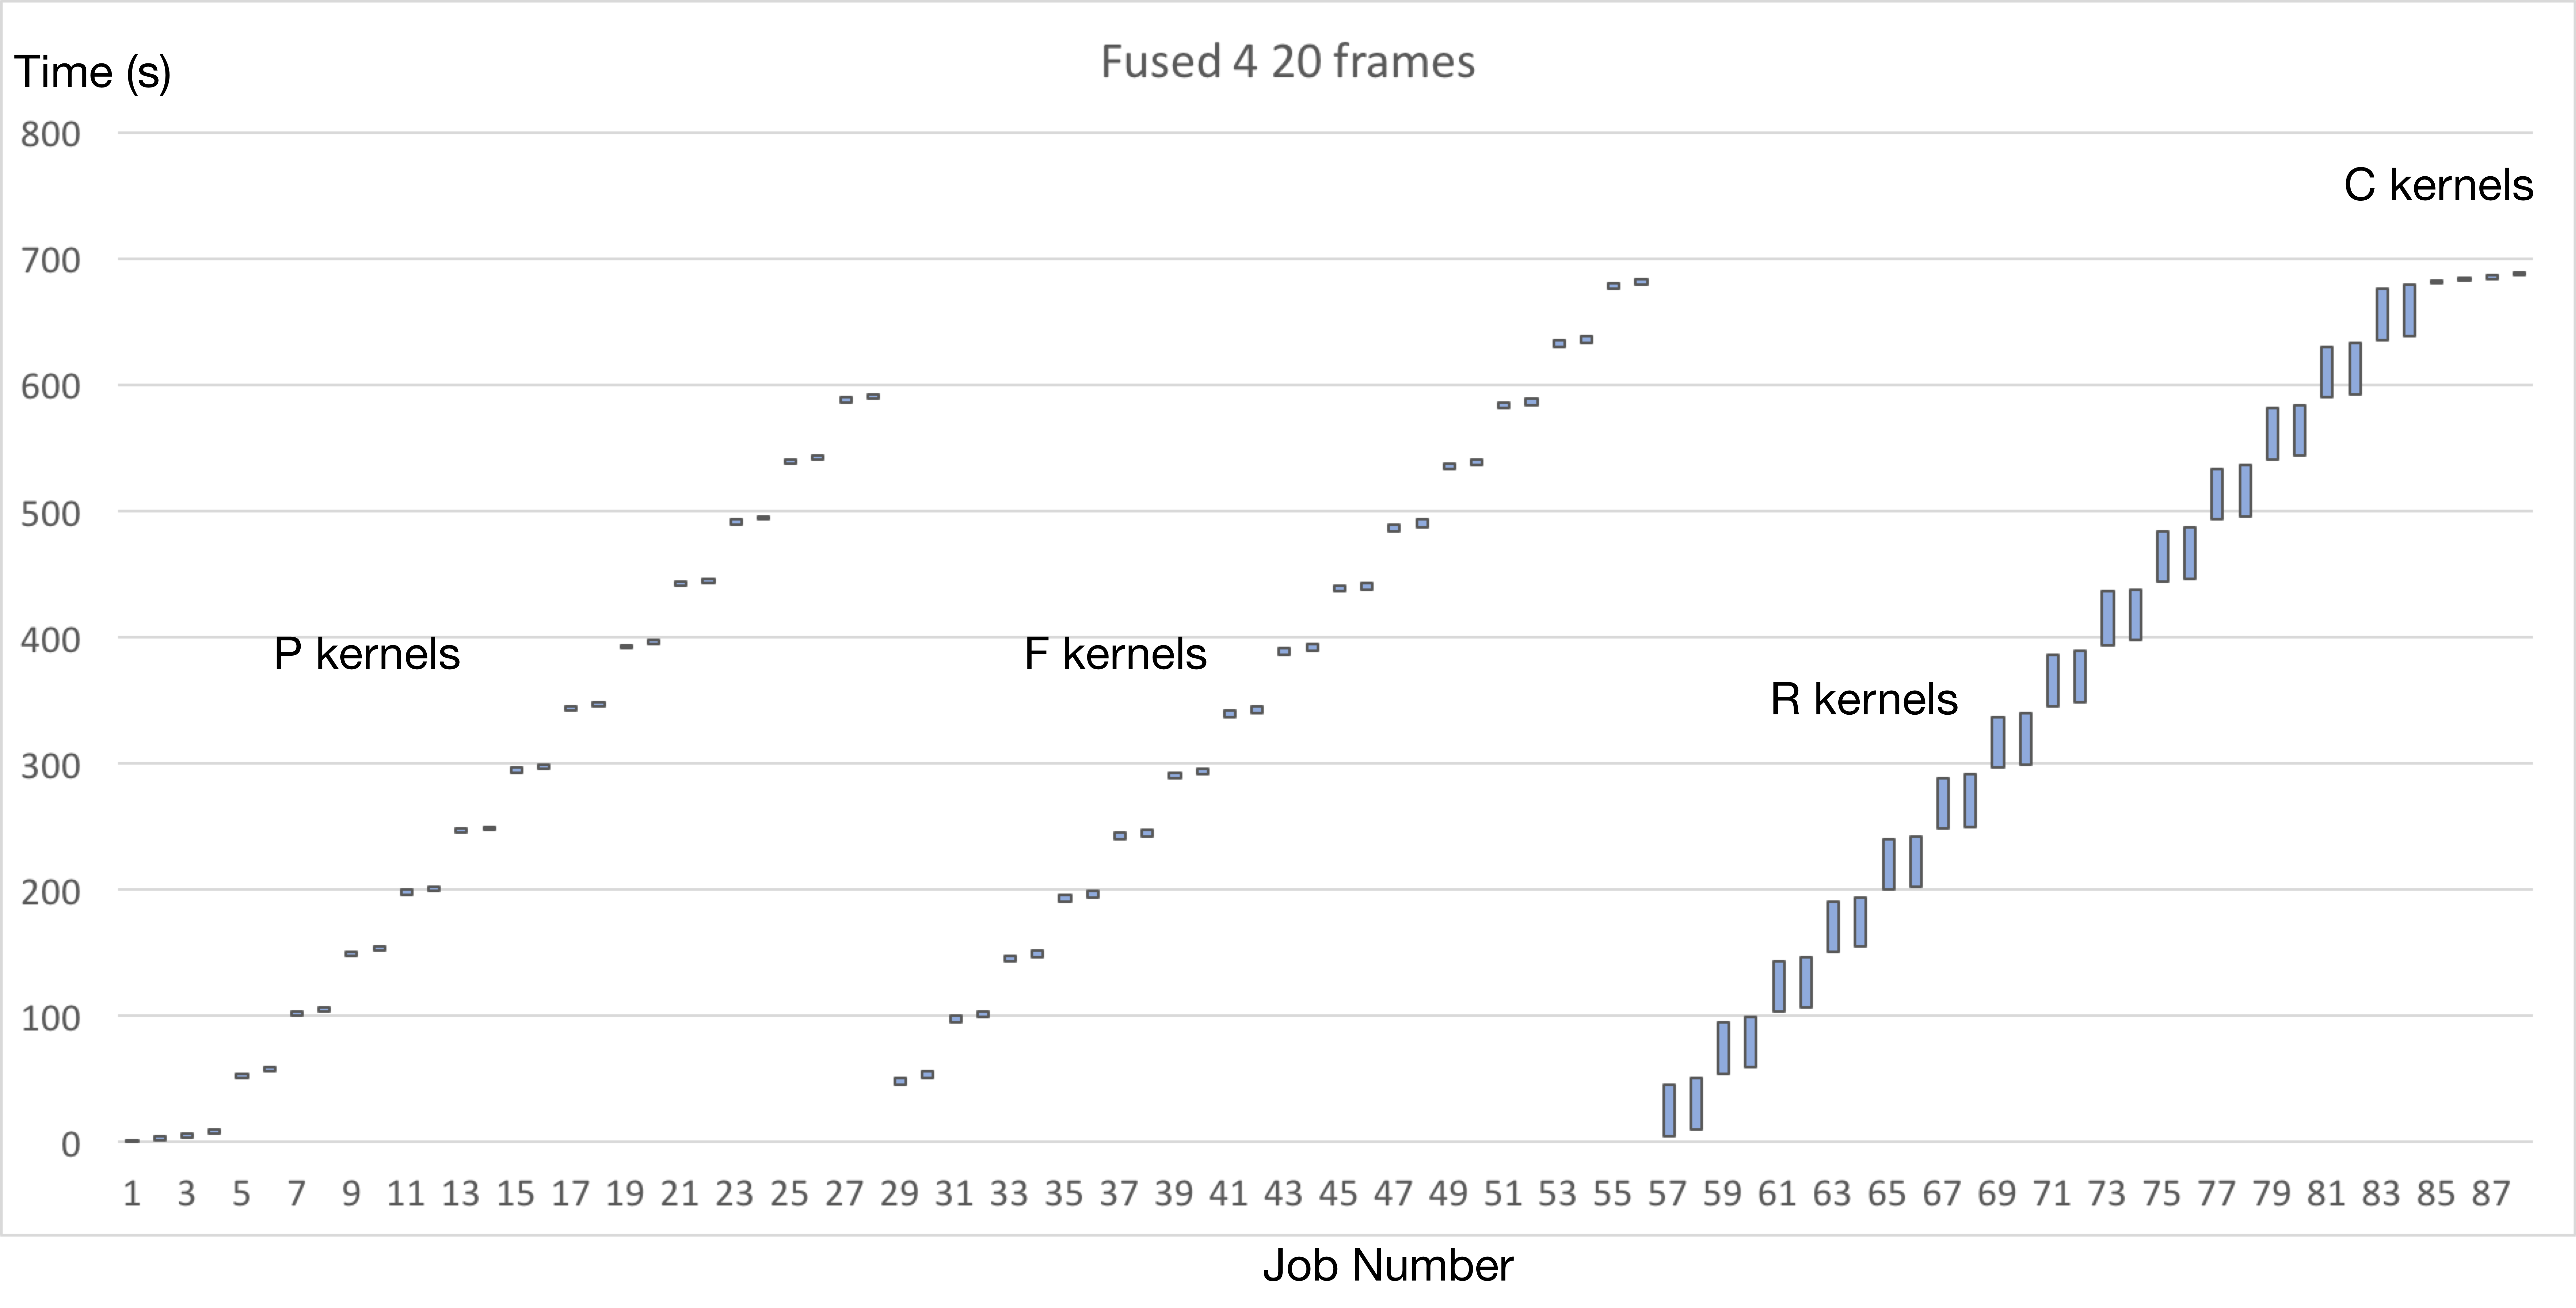 Fused 4 20 frames
Time (s)
800
C kernels
700
600
500
400
P kernels
F kernels
R kernels
300
200
100
0
1 3 5 7 9 11 13 15 17 19 21 23 25 27 29 31 33 35 37 39 41 43 45 47 49 51 53 55 57 59 61 63 65 67 69 71 73 75 77 79 81 83 85 87
Job Number